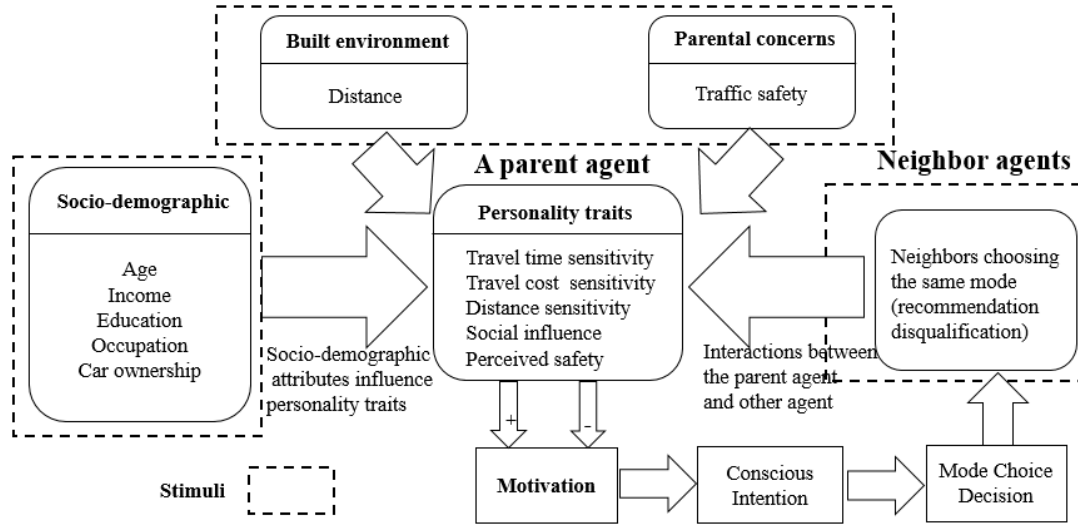 Built environment
Distance
Parental concerns
Traffic safety
A parent agent
Neighbor agents
Socio-demographic
Age
Income
Education
Occupation
Car ownership
Personality traits
Travel time sensitivity
Travel cost sensitivity
Distance sensitivity
Social influence
Perceived safety
Neighbors choosing
the same mode
(recommendation
disqualification)
Socio-demographic
attributes influence
personality traits
Interactions between
the parent agent
and other agent
+
-
Stimuli
Motivation
Conscious
Intention
Mode Choice
Decision